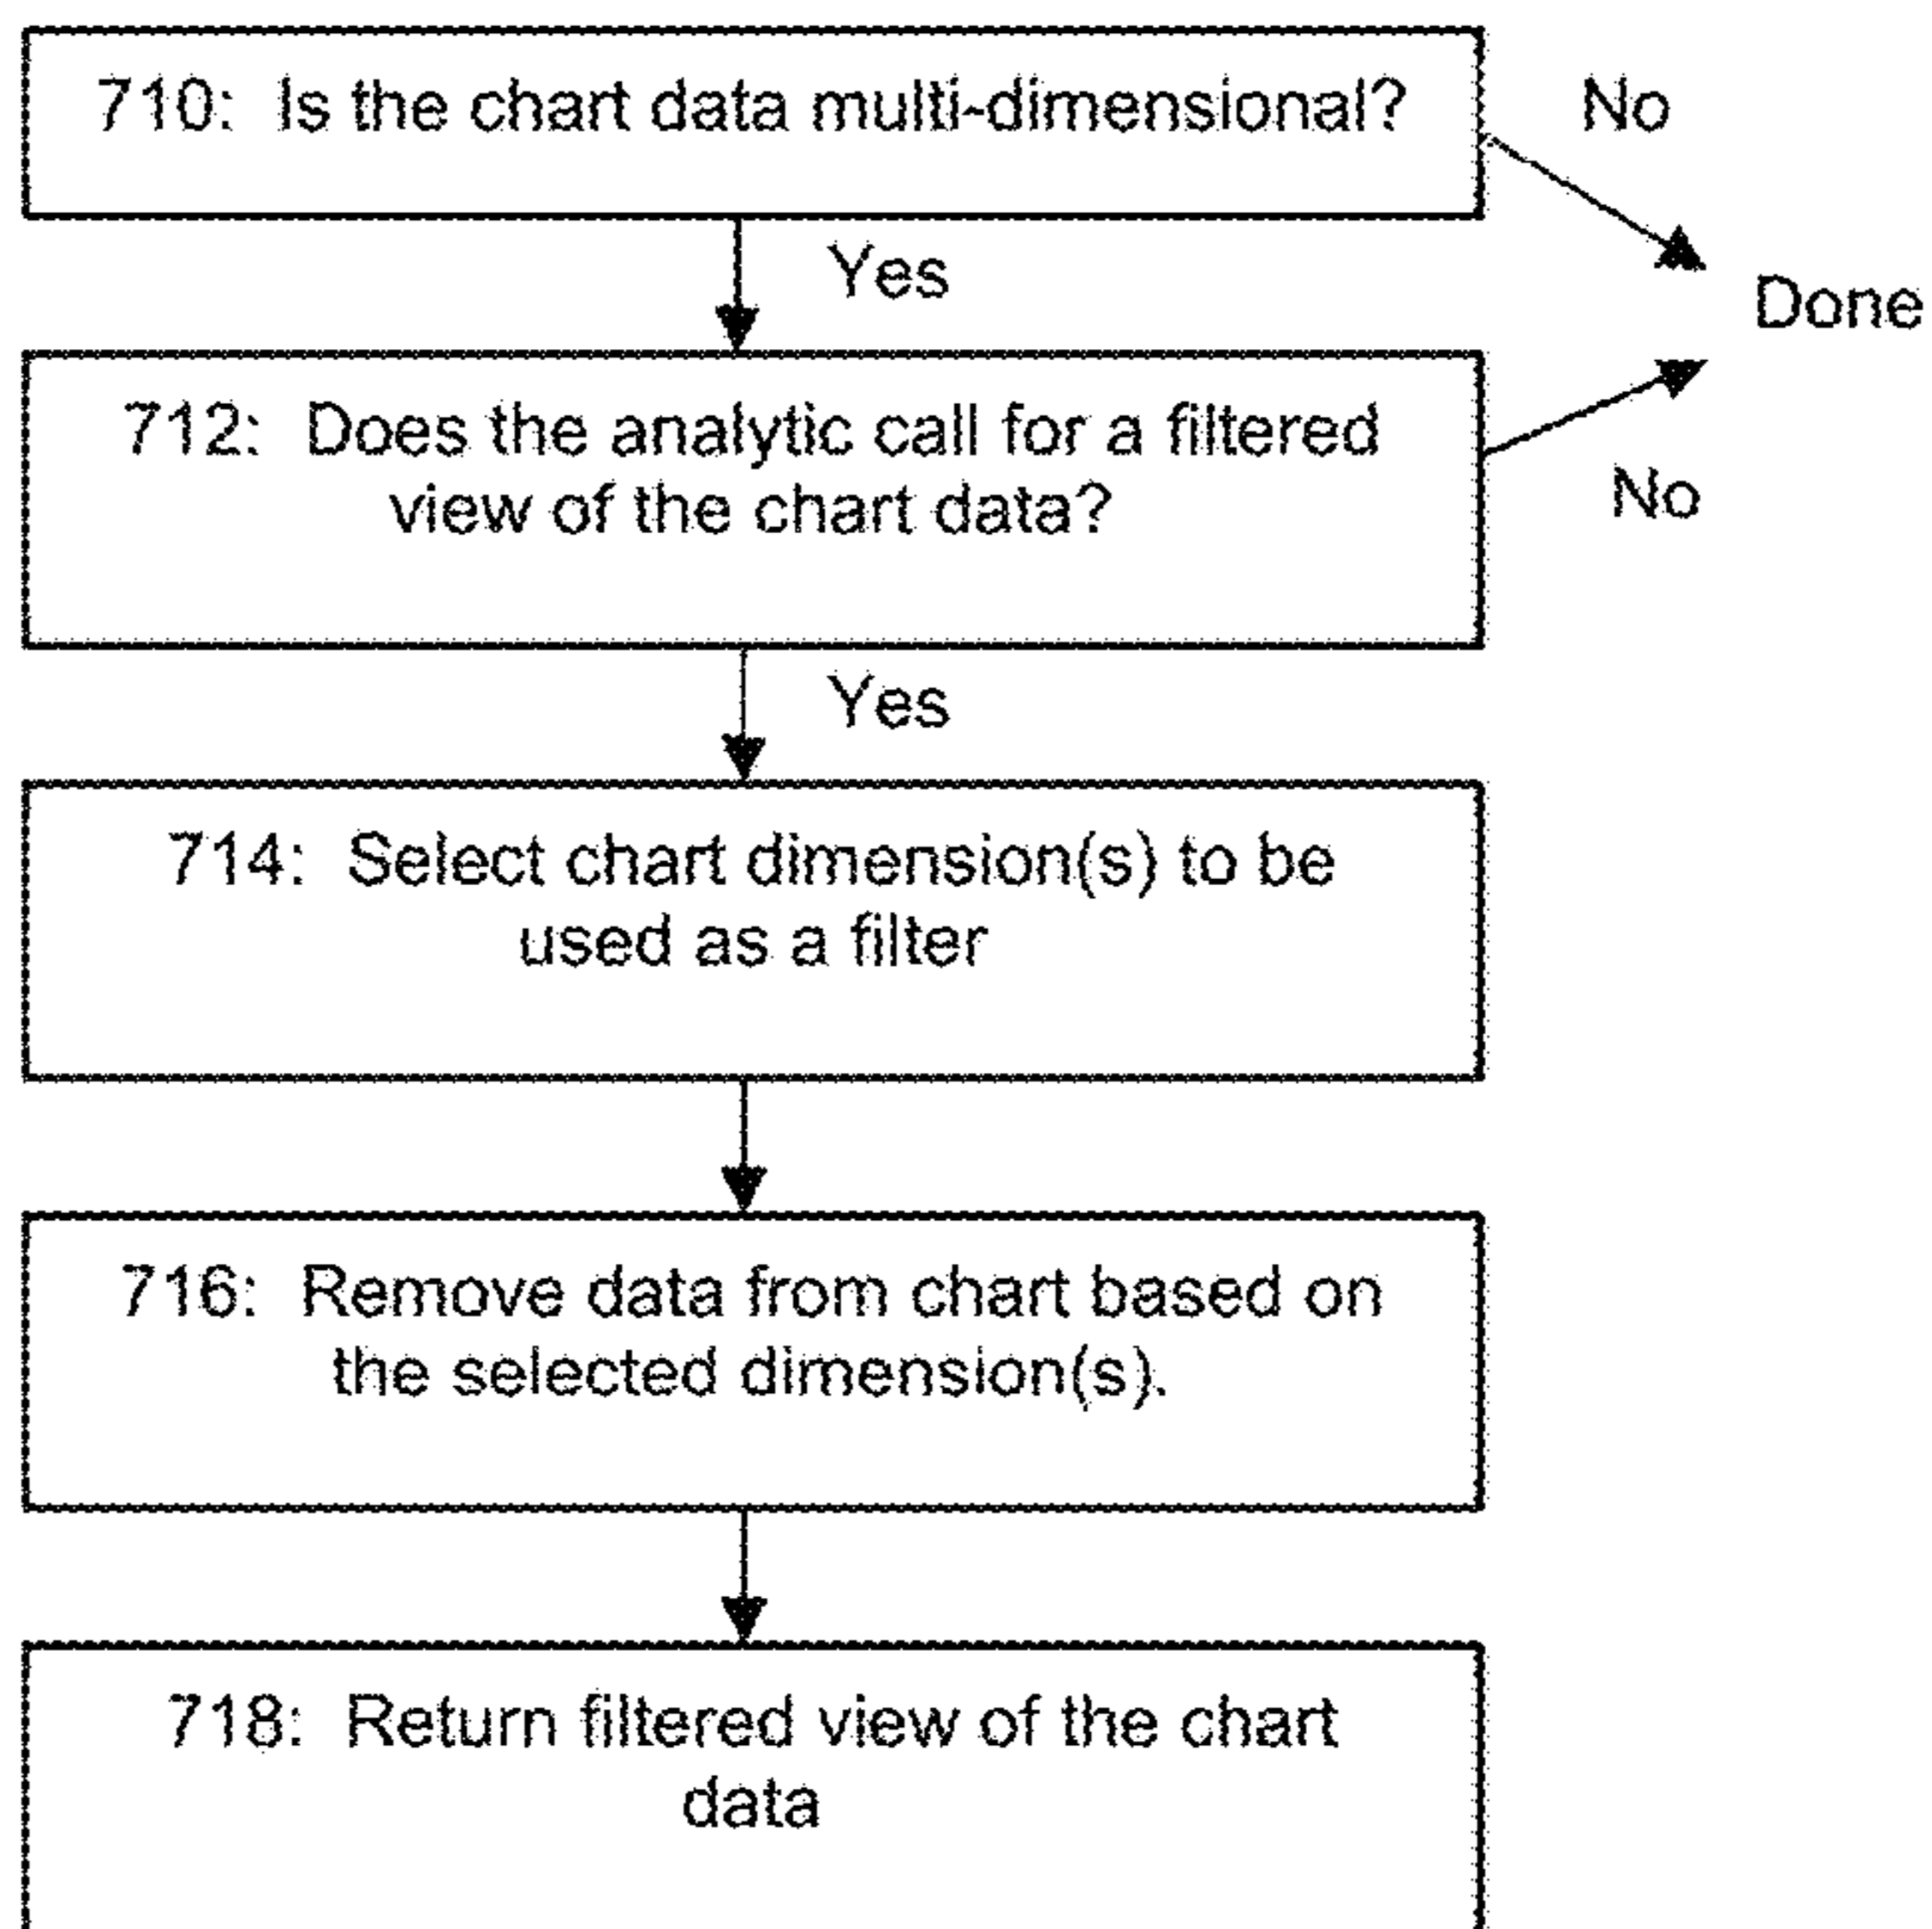 710: Is the chart data multi-dimensional?
No
Yes
Done
712: Does the analytic call for a filtered
view of the chart data?
No
Yes
714: Select chart dimension(s) to be
used as a filter
716: Remove data from chart based on
the selected dimension(s).
718: Return filtered view of the chart
data